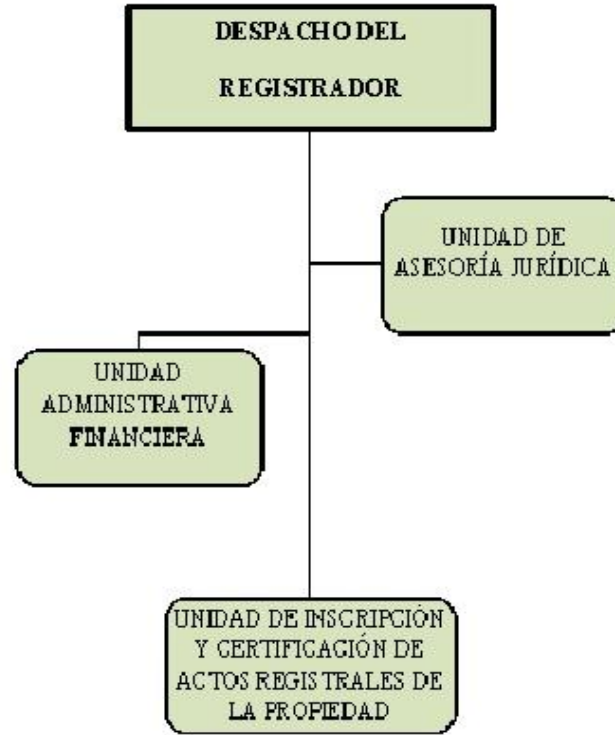 DESPACHO DEL
REGISTRADOR
UNIDAD DE
ASESORÍA JURÍDICA
UNIDAD
ADMINISTRATIVA
FINANCIERA
UNIDAD DE INSCRIPCIÓN
Y CERTIFICACIÓN DE
ACTOS REGISTRALES DE
LA PROPIEDAD